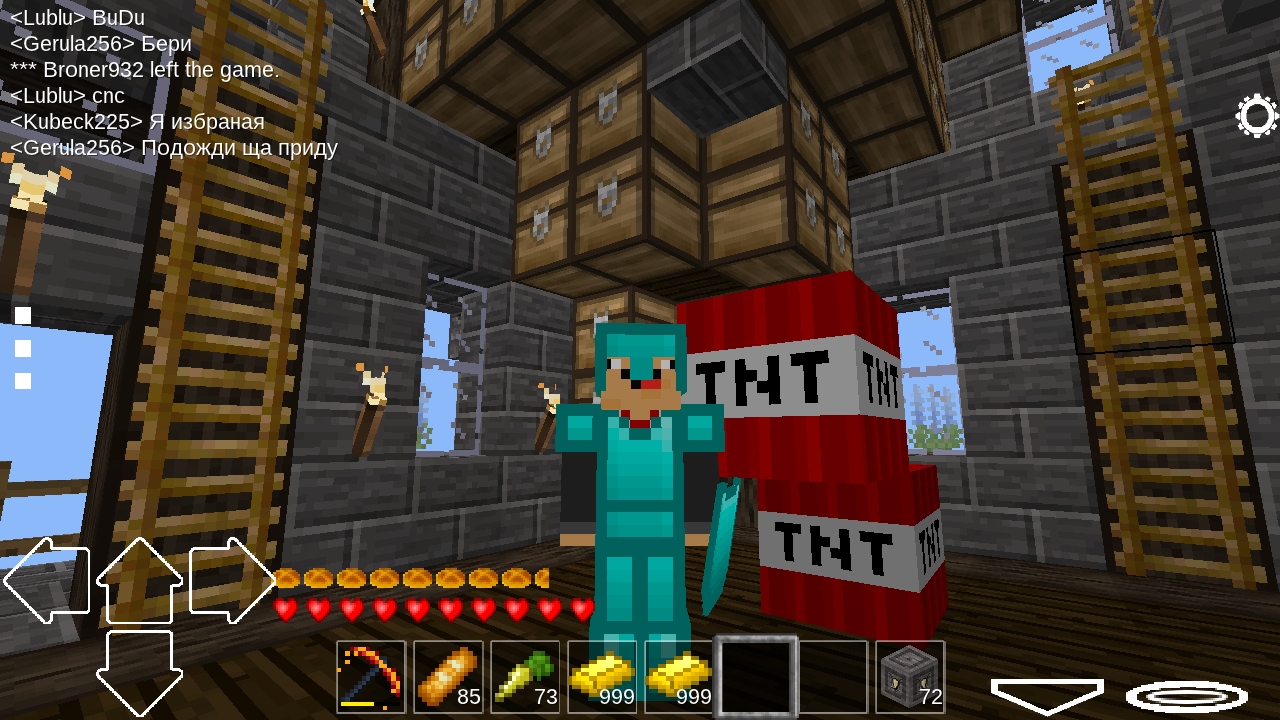 <Lublu> BuDu
<Gerula256> Бери
*** Broner932 left the game.
<Lublu> cnc
<Kubeck225> Я избраная
<Gerula256> Подожди ща приду
TNT
TNT
TNT
TNT
85
73
999
999
72